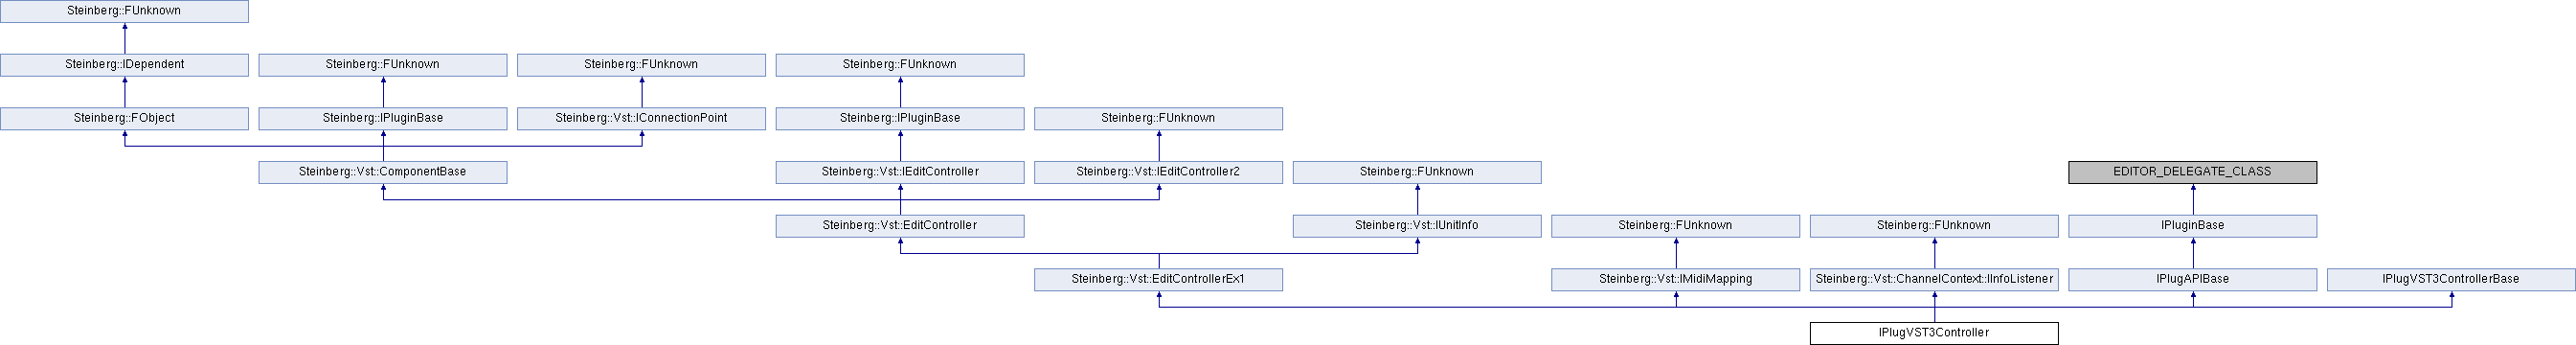 Steinberg::FUnknown
Steinberg::IDependent Steinberg::FUnknown Steinberg::FUnknown Steinberg::FUnknown
Steinberg::FObject Steinberg::IPluginBase Steinberg::Vst::IConnectionPoint Steinberg::IPluginBase Steinberg::FUnknown
Steinberg::Vst::ComponentBase Steinberg::Vst::IEditController Steinberg::Vst::IEditController2 Steinberg::FUnknown EDITOR_DELEGATE_CLASS
Steinberg::Vst::EditController Steinberg::Vst::IUnitInfo Steinberg::FUnknown Steinberg::FUnknown IPluginBase
Steinberg::Vst::EditControllerEx1 Steinberg::Vst::IMidiMapping Steinberg::Vst::ChannelContext::IInfoListener IPlugAPIBase IPlugVST3ControllerBase
IPlugVST3Controller